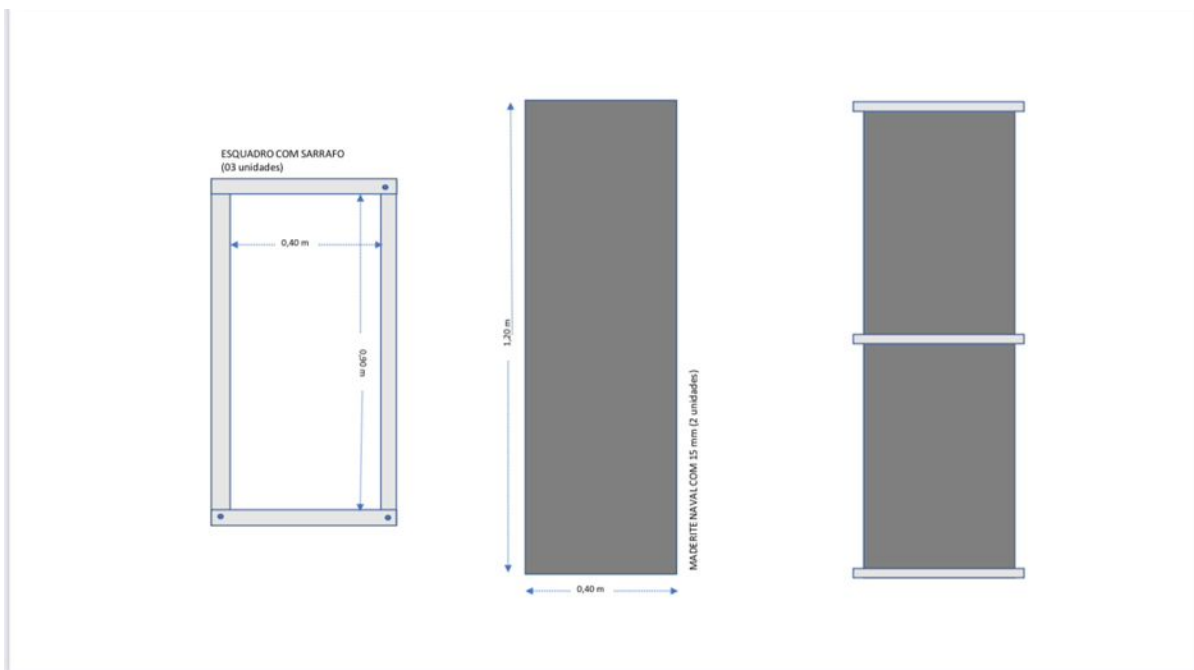 ESQUADRO COM SARRAFO
(03 unidades)
0,40 m
0,90 m
1,20 m
0,40 m
MADERITE NAVAL COM 15 mm (2 unidades)